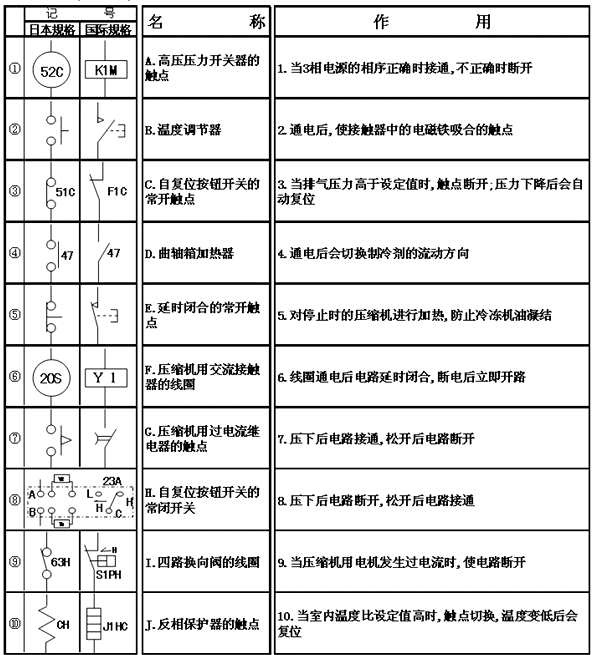 记 号
名 称
作 用
日本规格 国际规格
① 52C K1M A.高压压力开关器的
触点
1.当3相电源的相序正确时接通,不正确时断开
② B.温度调节器 2.通电后,使接触器中的电磁铁吸合的触点
③ 51C F1C C.自复位按钮开关的
常开触点
3.当排气压力高于设定值时,触点断开;压力下降后会自
动复位
④ 47 47 D.曲轴箱加热器 4.通电后会切换制冷剂的流动方向
⑤ E.延时闭合的常开触
点
5.对停止时的压缩机进行加热,防止冷冻机油凝结
⑥ 20S Y 1 F.压缩机用交流接触
器的线圈
6.线圈通电后电路延时闭合,断电后立即开路
⑦ G.压缩机用过电流继
电器的触点
7.压下后电路接通,松开后电路断开
⑧ 23A
A L H
B H C
H.自复位按钮开关的
常闭开关
8.压下后电路断开,松开后电路接通
⑨ 63H H
S1PH
I.四路换向阀的线圈 9.当压缩机用电机发生过电流时,使电路断开
⑩ CH J1HC J.反相保护器的触点 10.当室内温度比设定值高时,触点切换,温度变低后会
复位